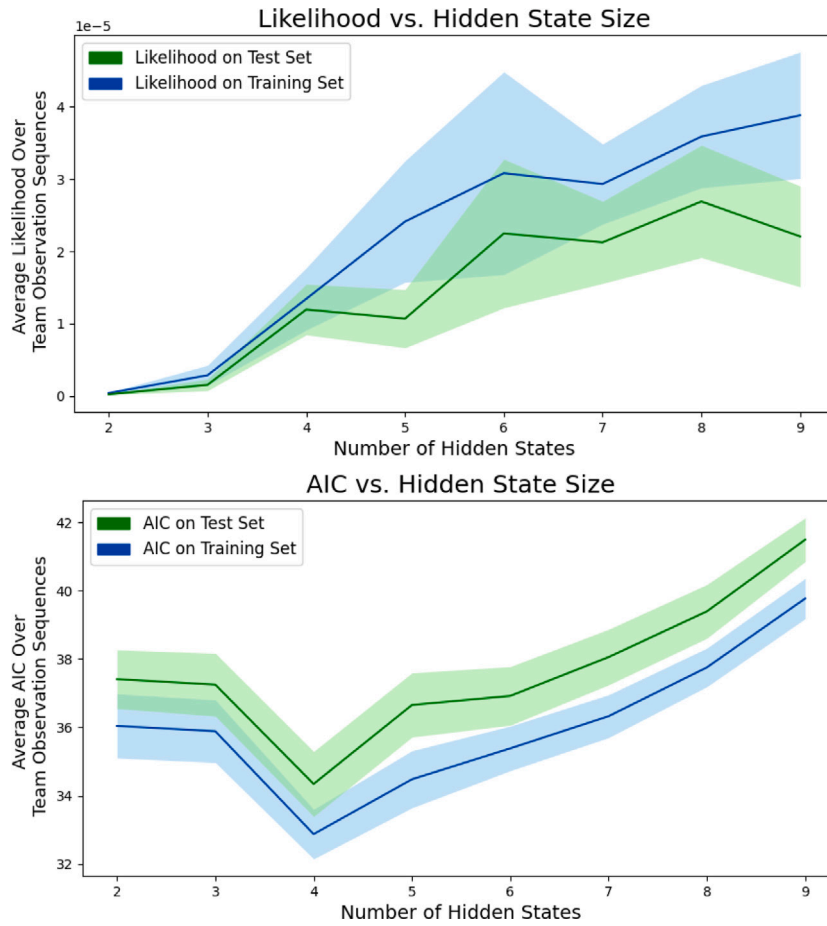 Likelihood vs. Hidden State Size
1e−5
Likelihood on Test Set
Likelihood on Training Set
Average Likelihood Over
Team Observation Sequences
4
3
2
1
0
2 3 4 5 6 7 8 9
Number of Hidden States
AIC vs. Hidden State Size
AIC on Test Set
AIC on Training Set
Average AIC Over
Team Observation Sequences
42
40
38
36
34
32
2 3 4 5 6 7 8 9
Number of Hidden States